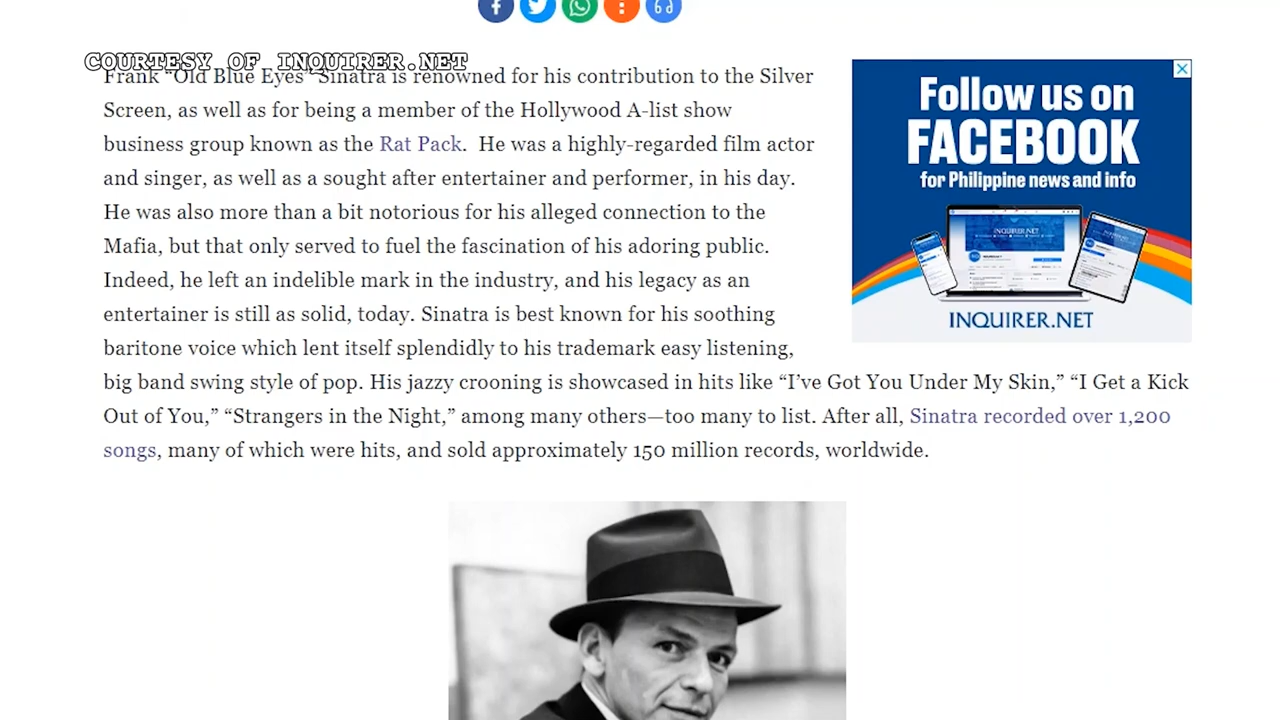 COURTESY OF INQUIRER.NET
Frank “Old Blue Eyes” Sinatra is renowned for his contribution to the Silver
Screen, as well as for being a member of the Hollywood A-list show
business group known as the Rat Pack. He was a highly-regarded film actor
and singer, as well as a sought after entertainer and performer, in his day.
He was also more than a bit notorious for his alleged connection to the
Mafia, but that only served to fuel the fascination of his adoring public.
Indeed, he left an indelible mark in the industry, and his legacy as an
entertainer is still as solid, today. Sinatra is best known for his soothing
baritone voice which lent itself splendidly to his trademark easy listening,
big band swing style of pop. His jazzy crooning is showcased in hits like “I’ve Got You Under My Skin,” “I Get a Kick
Out of You,” “Strangers in the Night,” among many others—too many to list. After all, Sinatra recorded over 1,200
songs, many of which were hits, and sold approximately 150 million records, worldwide.
Follow us on
FACEBOOK
for Philippine news and info
INQUIRER.NET
INQUIRER.NET